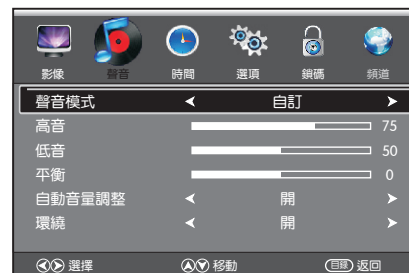 影像 聲音 時間 選項 鎖碼 頻道
聲音模式 自訂
高音 75
低音 50
平衡 0
自動音量調整 開
環繞 開
選擇 移動 目錄 返回